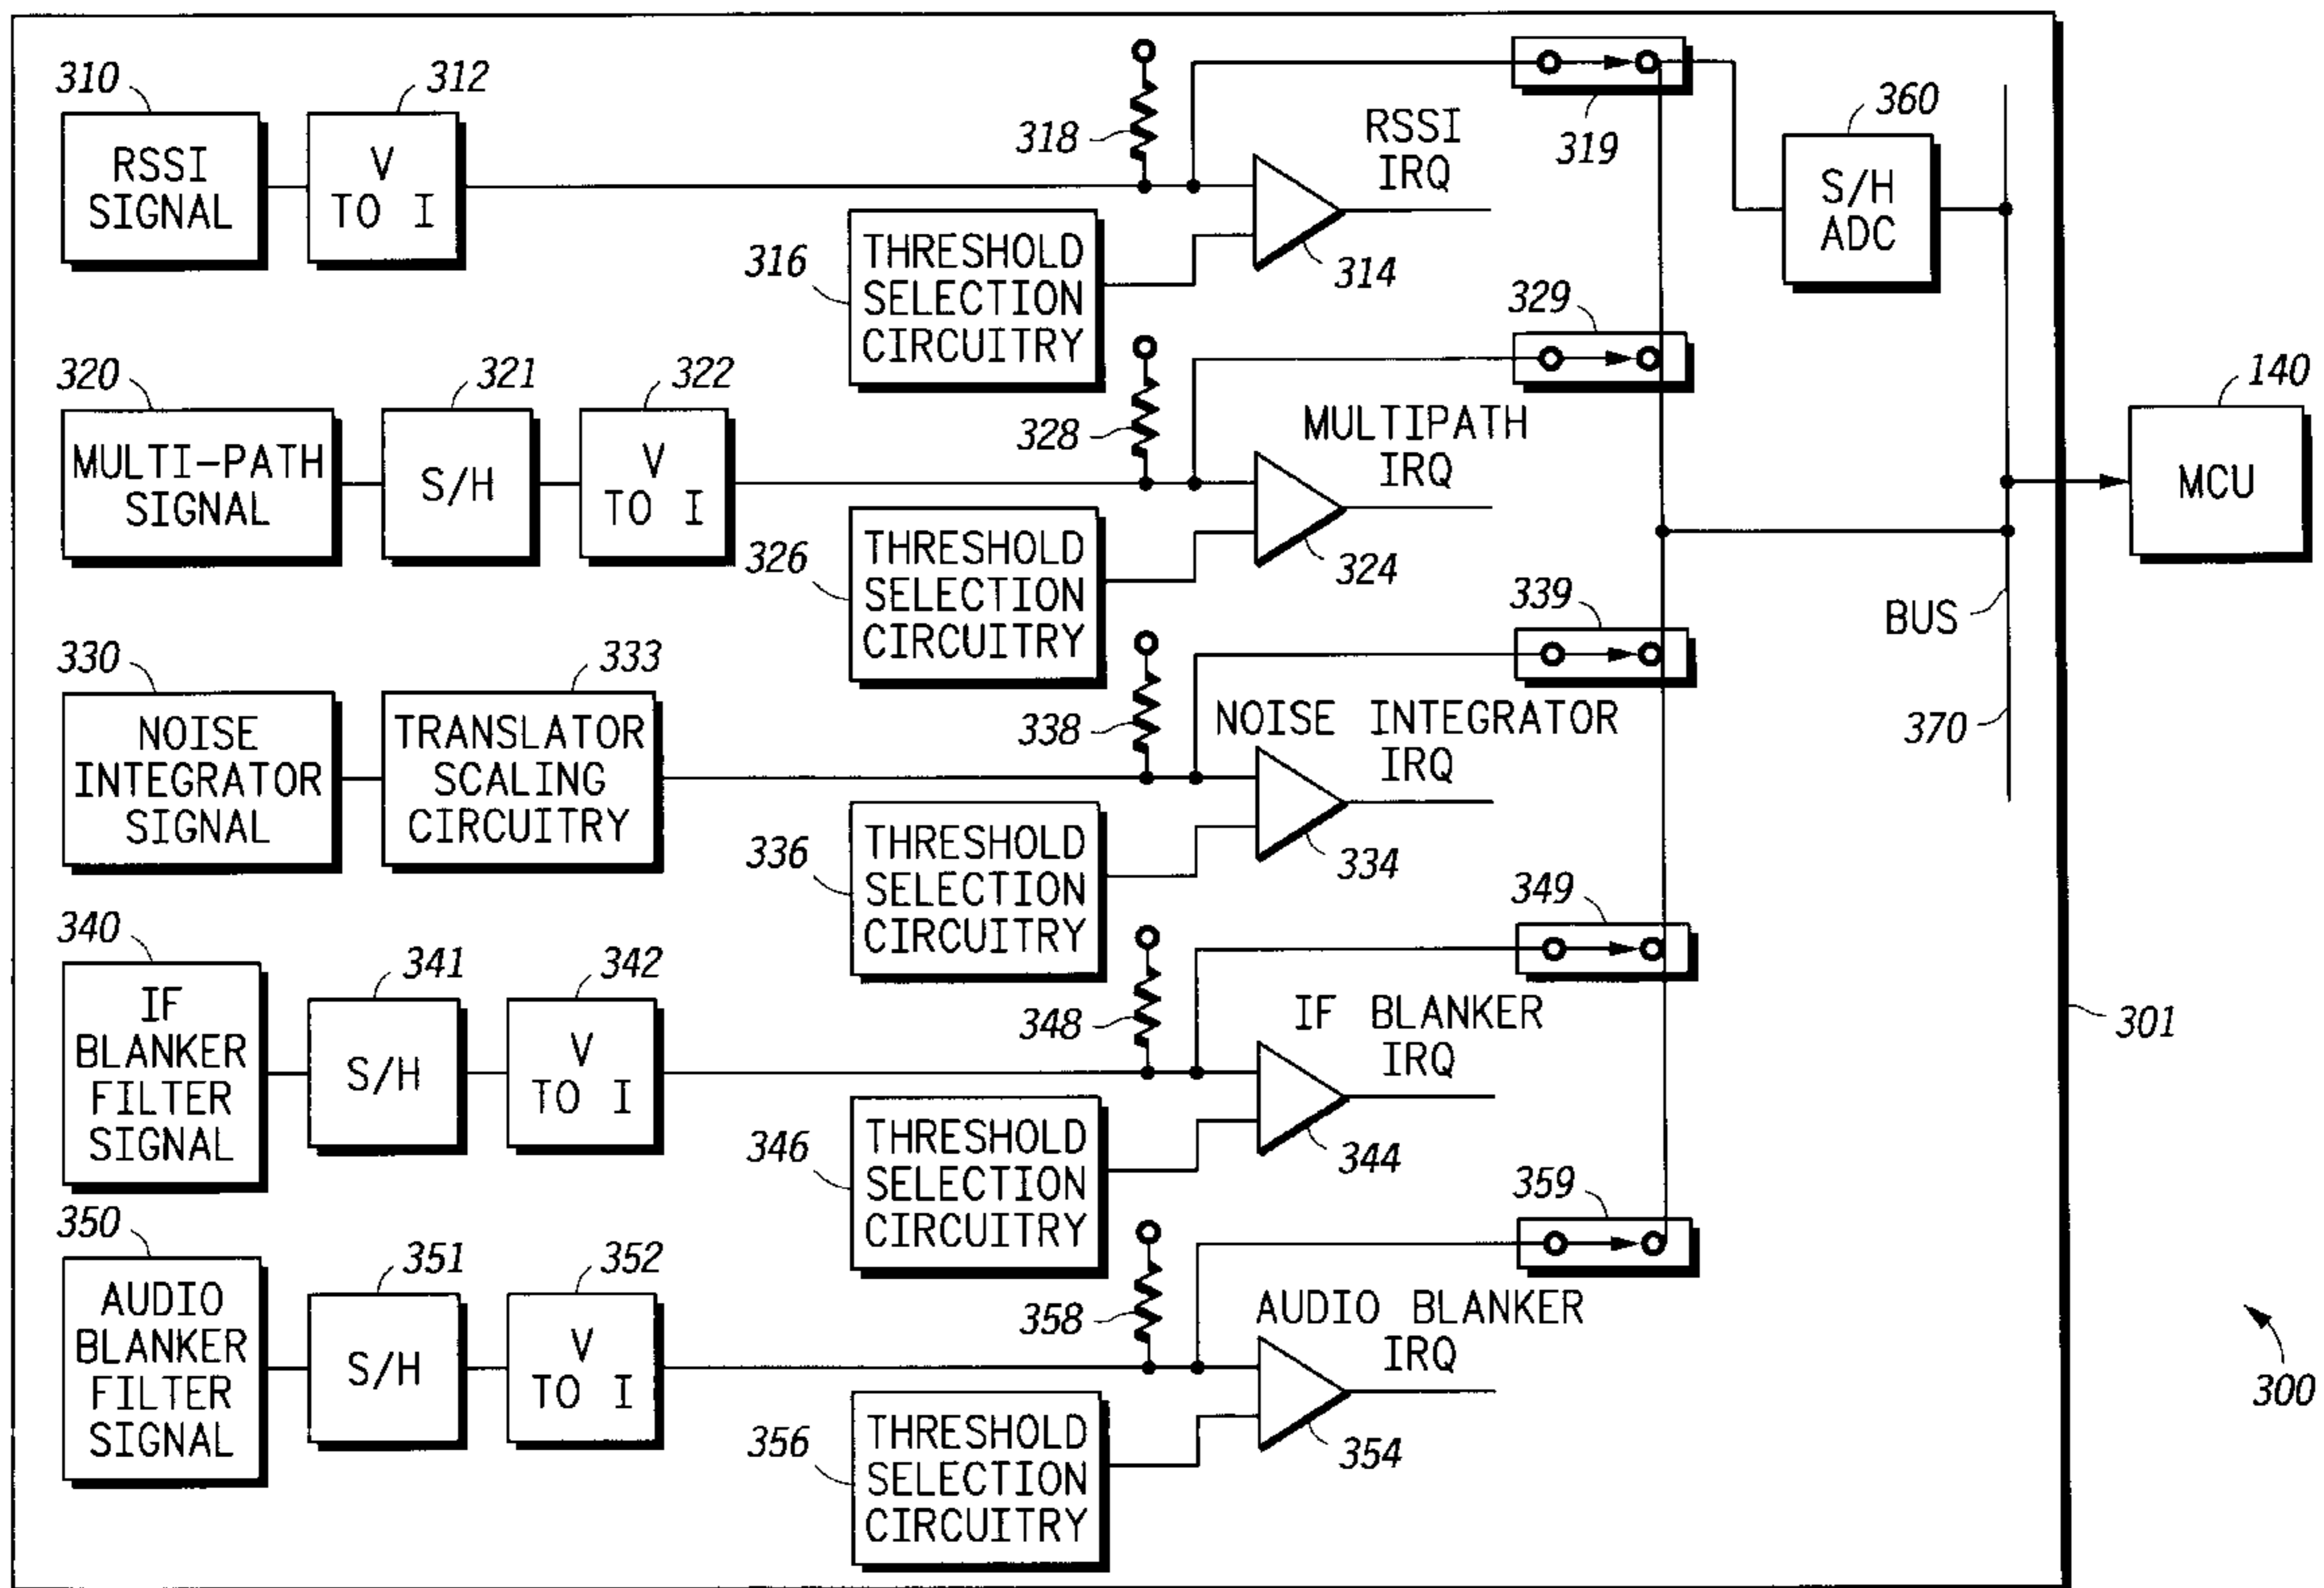 310
312
RSSI
SIGNAL
V
TO I
318
RSSI
IRQ
319
360
S/H
ADC
316
THRESHOLD
SELECTION
CIRCUITRY
314
329
320
321
322
MULTI-PATH
SIGNAL
S/H
V
TO I
328
MULTIPATH
IRQ
140
MCU
326
THRESHOLD
SELECTION
CIRCUITRY
324
339
BUS
330
333
NOISE
INTEGRATOR
SIGNAL
TRANSLATOR
SCALING
CIRCUITRY
338
NOISE INTEGRATOR
IRQ
370
336
THRESHOLD
SELECTION
CIRCUITRY
334
349
340
341
342
IF
BLANKER
FILTER
SIGNAL
S/H
V
TO I
348
IF BLANKER
IRQ
301
346
THRESHOLD
SELECTION
CIRCUITRY
344
359
350
351
352
AUDIO
BLANKER
FILTER
SIGNAL
S/H
V
TO I
358
AUDIO BLANKER
IRQ
300
356
THRESHOLD
SELECTION
CIRCUITRY
354